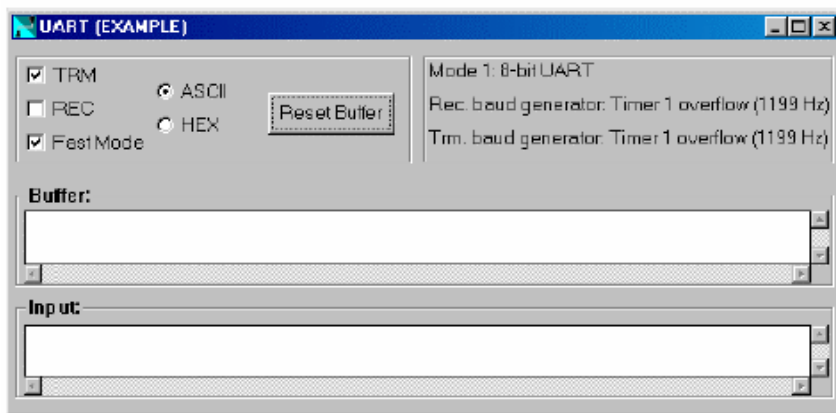 UART (EXAMPLE)
TRM
REC
Fast Mode
ASCII
HEX
Reset Buffer
Mode 1: 8-bit UART
Rec. baud generator: Timer 1 overflow (1199 Hz)
Trm. baud generator: Timer 1 overflow (1199 Hz)
Buffer:
Input: